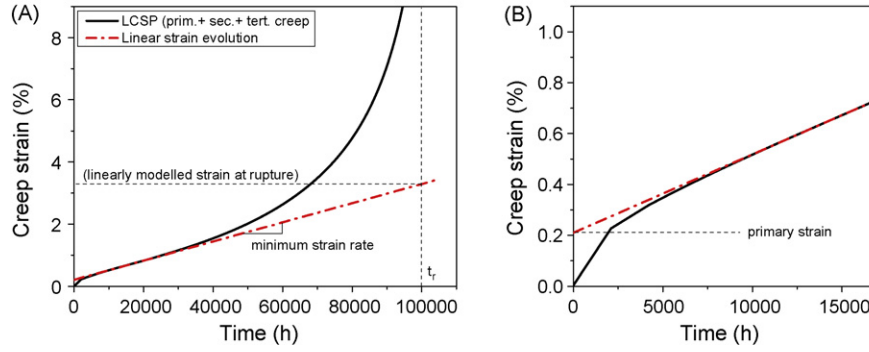 (A)
LCSP (prim.+ sec.+ tert. creep
Linear strain evolution
8
6
4
2
0
Creep strain (%)
(linearly modelled strain at rupture)
minimum strain rate
tr
0 20000 40000 60000 80000 100000
Time (h)
(B)
1.0
0.8
0.6
0.4
0.2
0.0
Creep strain (%)
primary strain
0 5000 10000 15000
Time (h)